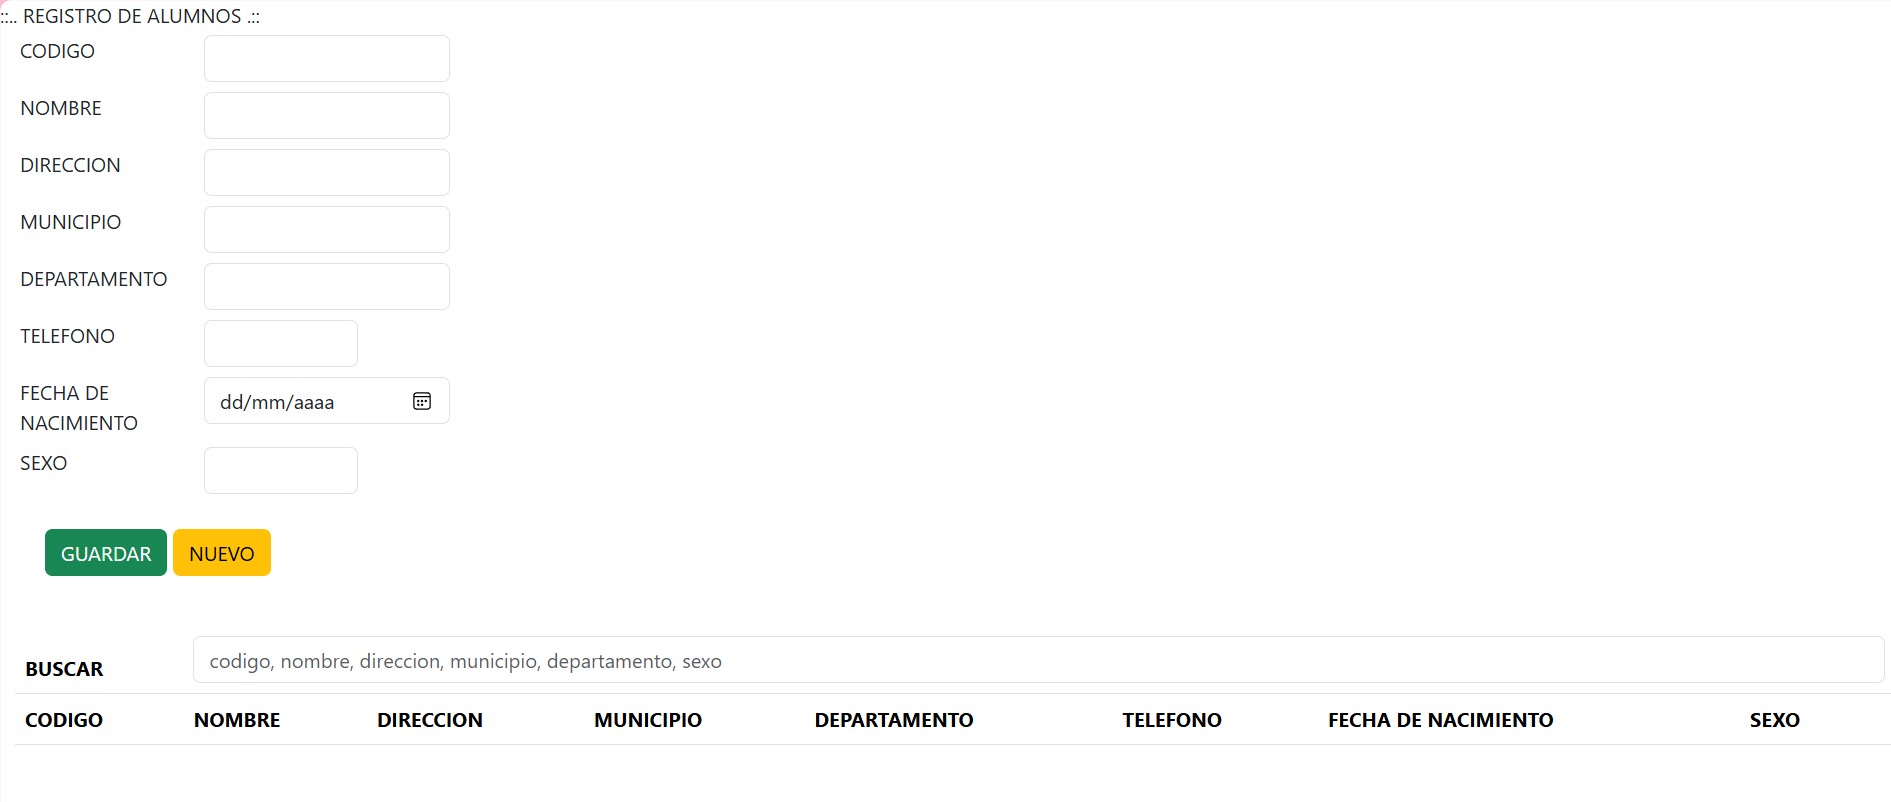 ::.. REGISTRO DE ALUMNOS .::
CODIGO
NOMBRE
DIRECCION
MUNICIPIO
DEPARTAMENTO
TELEFONO
FECHA DE
NACIMIENTO
dd/mm/aaaa
SEXO
GUARDAR NUEVO
BUSCAR codigo, nombre, direccion, municipio, departamento, sexo
CODIGO NOMBRE DIRECCION MUNICIPIO DEPARTAMENTO TELEFONO FECHA DE NACIMIENTO SEXO